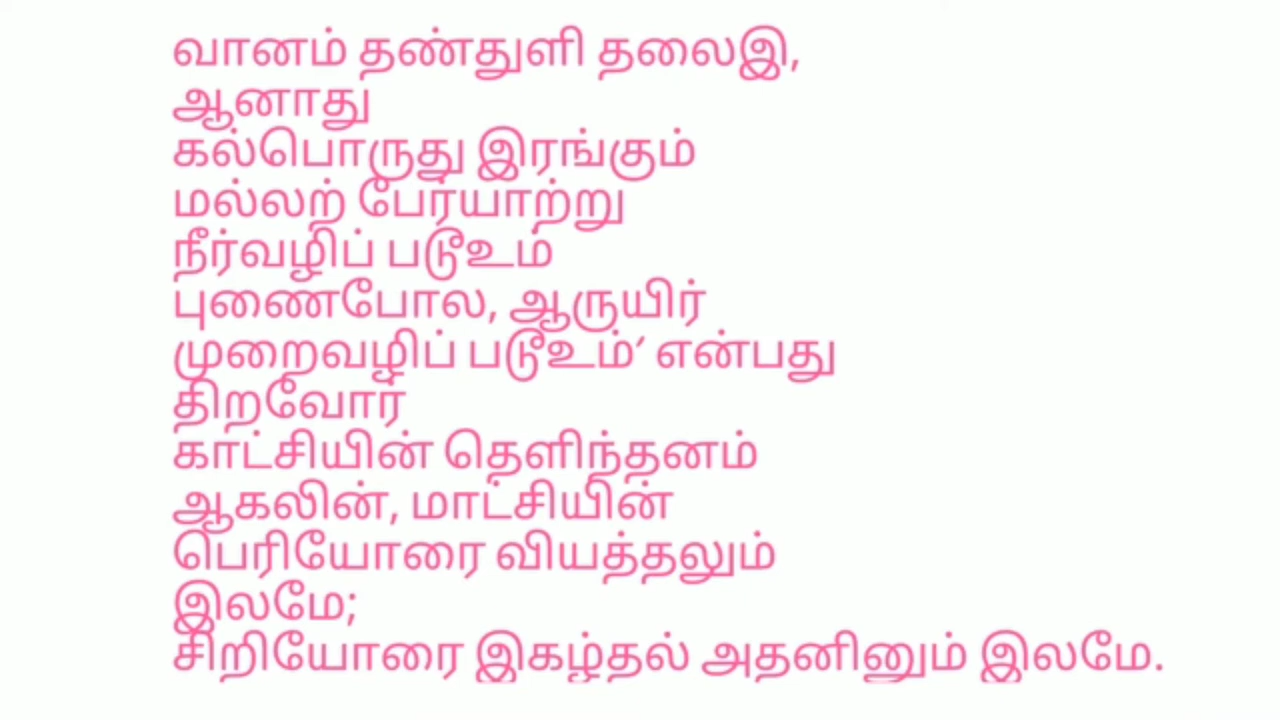 வானம் தண்துளி தலைஇ,
ஆனாது
கல்பொருது இரங்கும்
மல்லற் பேர்யாற்று
நீர்வழிப் படூஉம்
புணைபோல, ஆருயிர்
முறைவழிப் படூஉம்’ என்பது
திறவோர்
காட்சியின் தெளிந்தனம்
ஆகலின், மாட்சியின்
பெரியோரை வியத்தலும்
இலமே;
சிறியோரை இகழ்தல் அதனினும் இலமே.